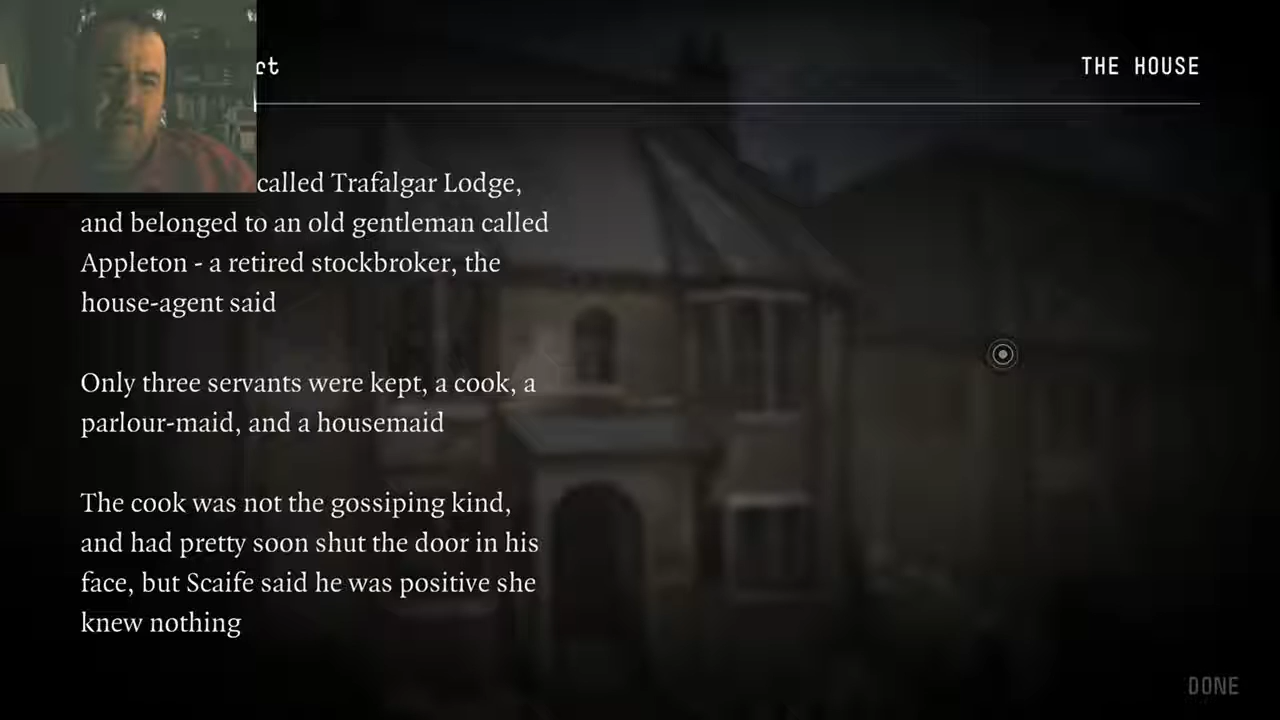 THE HOUSE
called Trafalgar Lodge,
and belonged to an old gentleman called
Appleton - a retired stockbroker, the
house-agent said
Only three servants were kept, a cook, a
parlour-maid, and a housemaid
The cook was not the gossiping kind,
and had pretty soon shut the door in his
face, but Scaife said he was positive she
knew nothing
DONE